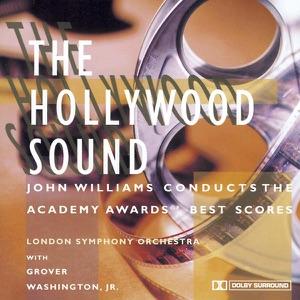 THE
HOLLYWOOD
SOUND
JOHN WILLIAMS CONDUCTS THE
ACADEMY AWARDS' BEST SCORES
LONDON SYMPHONY ORCHESTRA
WITH
GROVER
WASHINGTON, JR.
DOLBY SURROUND